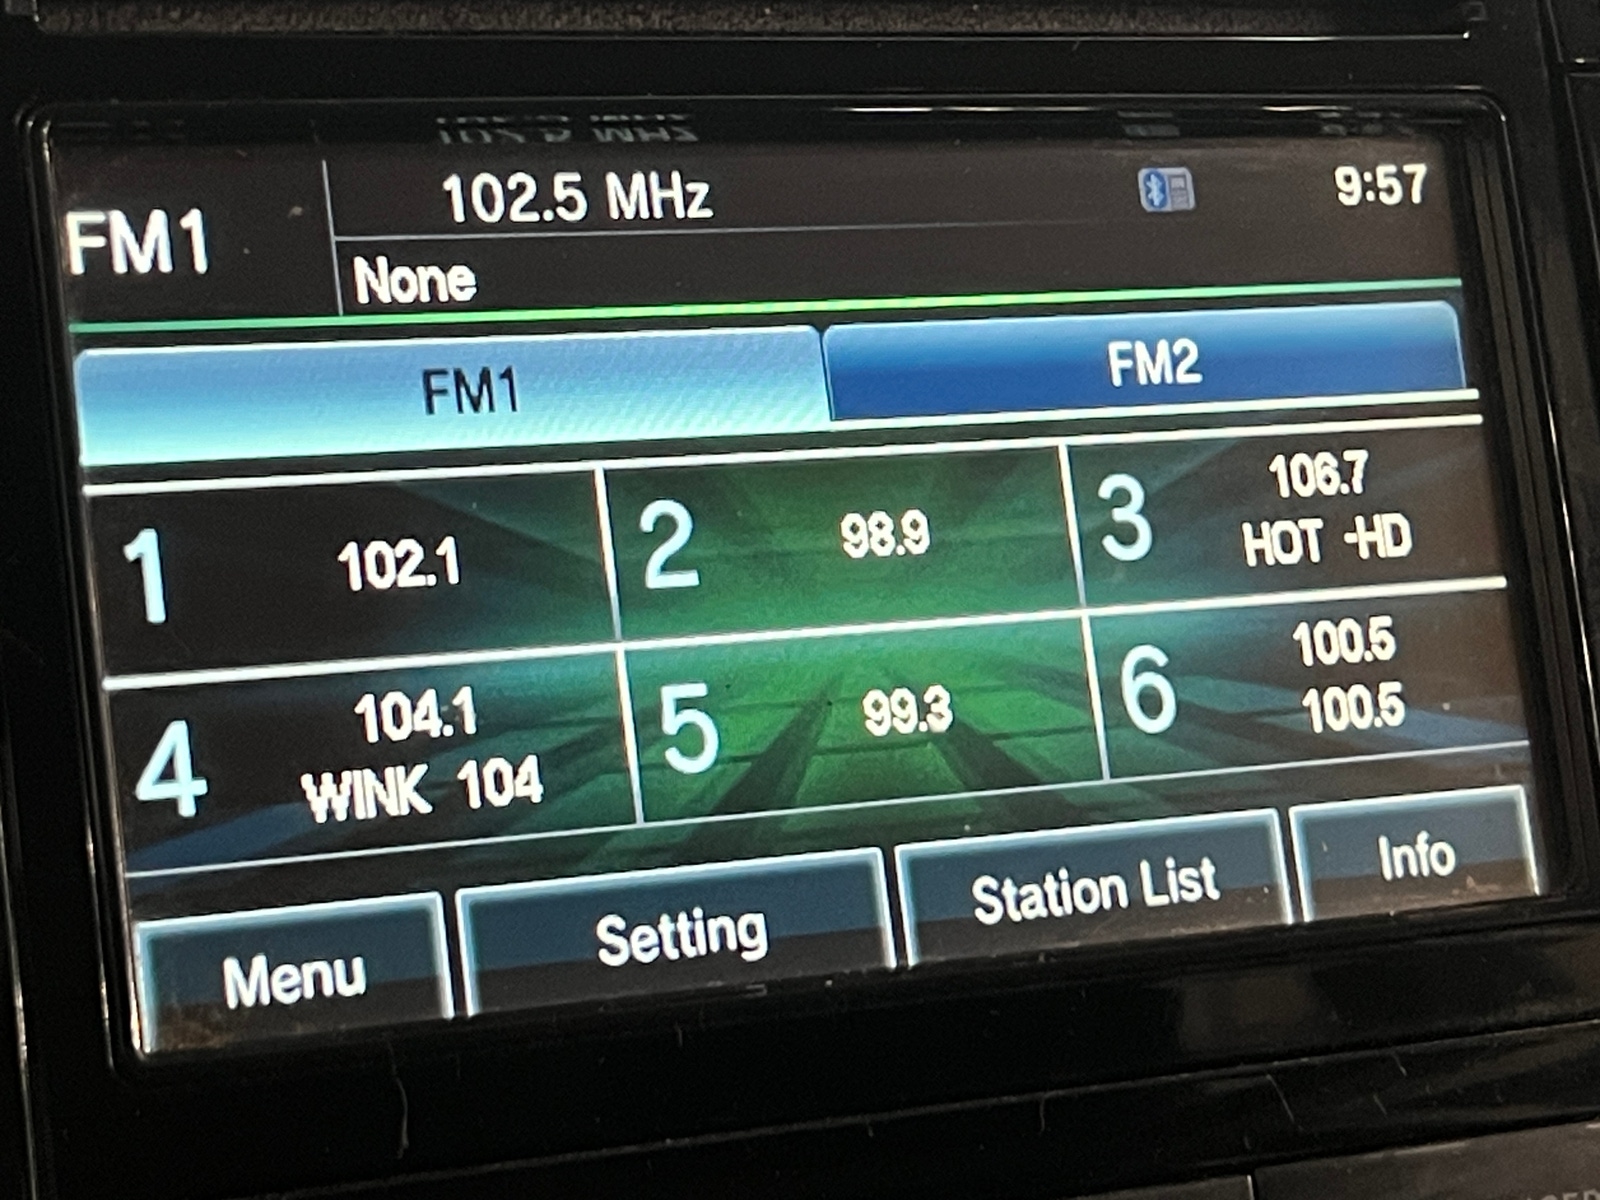 FM1
102.5 MHz
9:57
None
FM1
FM2
1
102.1
2
98.9
3
106.7
HOT -HD
4
104.1
WINK 104
5
99.3
6
100.5
100.5
Menu
Setting
Station List
Info